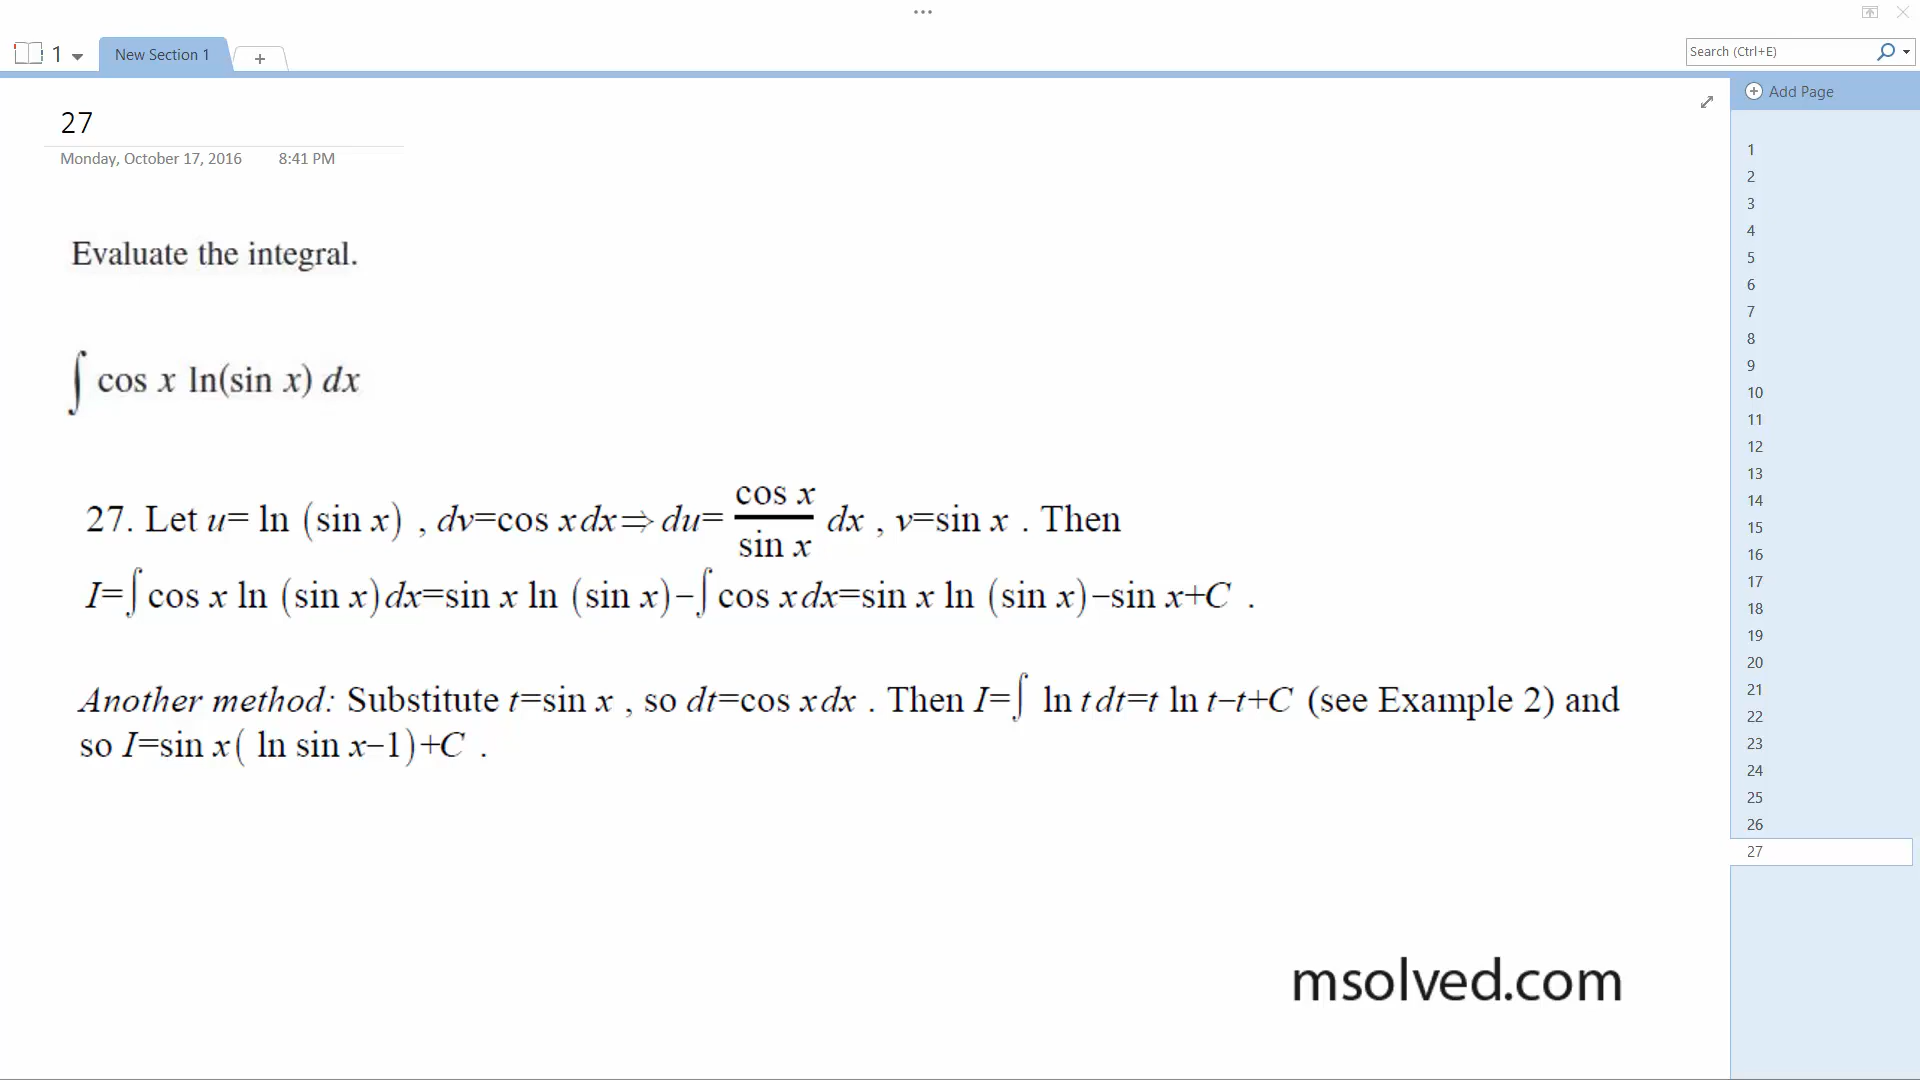 ...
1
New Section 1
+
Search (Ctrl+E)
Add Page
27
Monday, October 17, 2016 8:41 PM
Evaluate the integral.
∫ cos x ln(sin x) dx
27. Let u= ln (sin x) , dv=cos x dx⇒ du= cos x / sin x dx , v=sin x . Then
I=∫ cos x ln (sin x) dx=sin x ln (sin x)−∫ cos x dx=sin x ln (sin x)−sin x+C .
Another method: Substitute t=sin x , so dt=cos x dx . Then I=∫ ln t dt=t ln t−t+C (see Example 2) and
so I=sin x( ln sin x−1)+C .
msolved.com
1
2
3
4
5
6
7
8
9
10
11
12
13
14
15
16
17
18
19
20
21
22
23
24
25
26
27